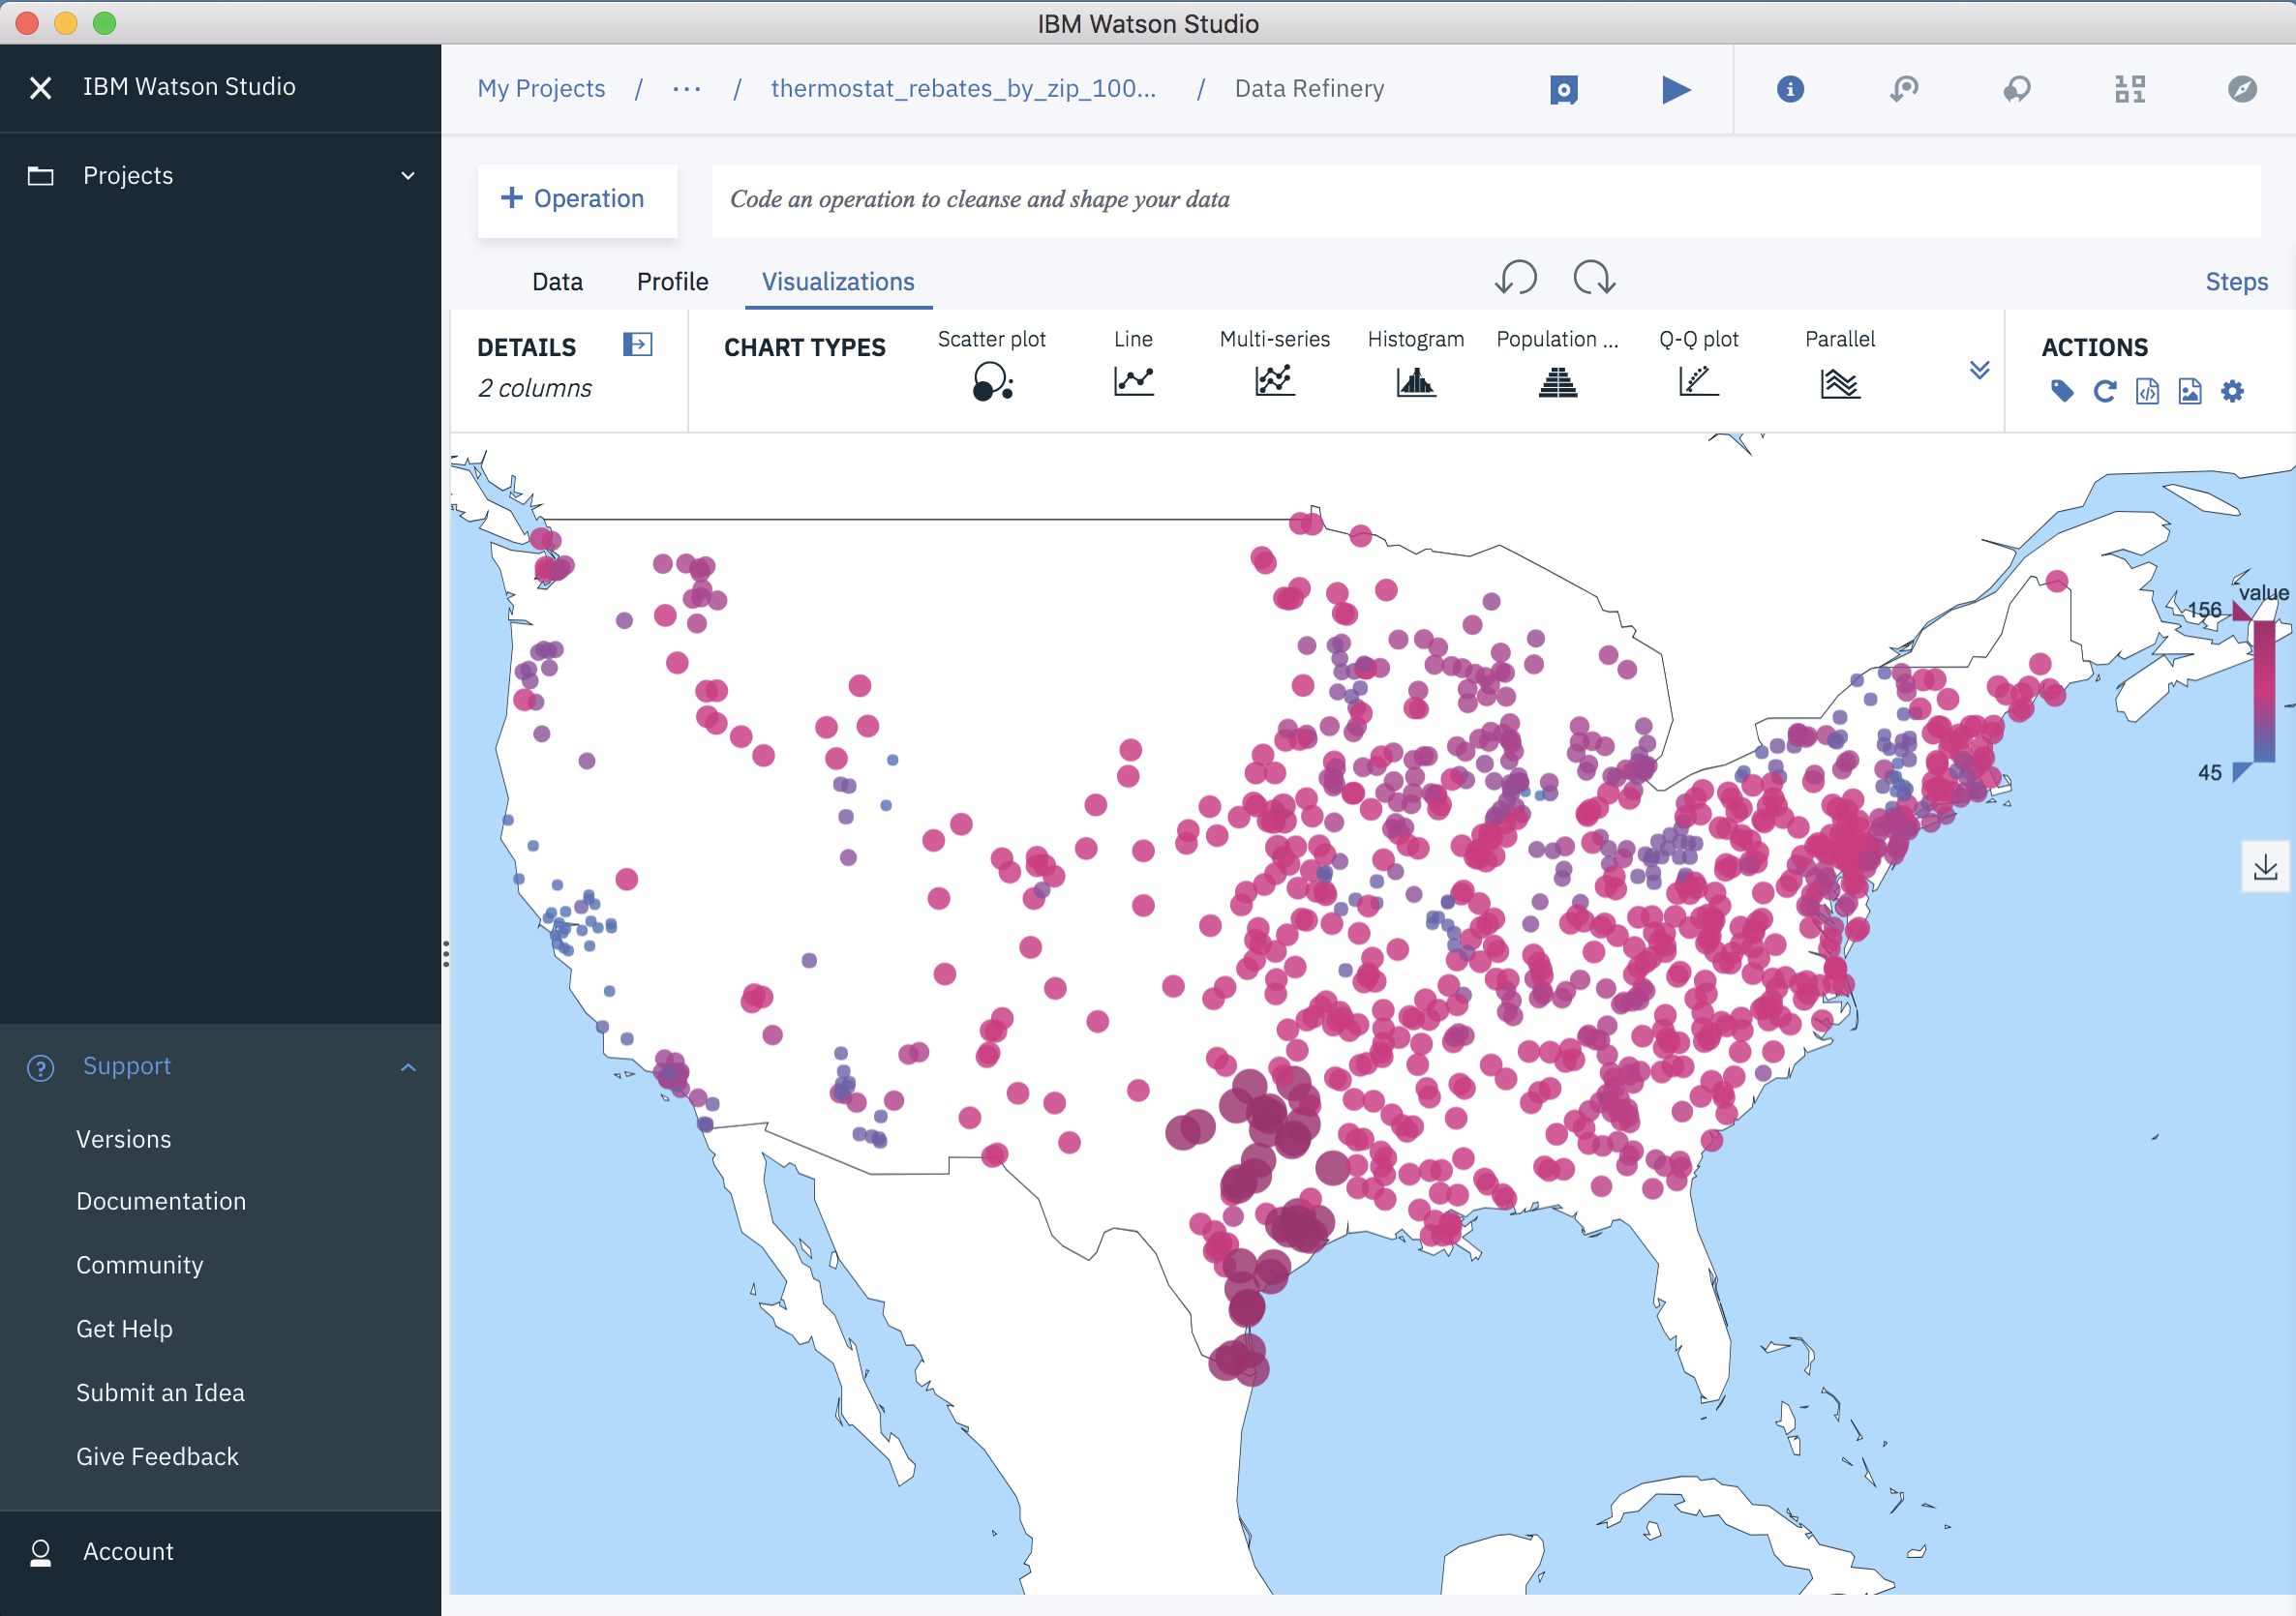 IBM Watson Studio
IBM Watson Studio
Projects
Support
Versions
Documentation
Community
Get Help
Submit an Idea
Give Feedback
Account
My Projects / ... / thermostat_rebates_by_zip_100... / Data Refinery
+ Operation
Code an operation to cleanse and shape your data
Data Profile Visualizations Steps
DETAILS
2 columns
CHART TYPES
Scatter plot Line Multi-series Histogram Population ... Q-Q plot Parallel
ACTIONS
value
156
45